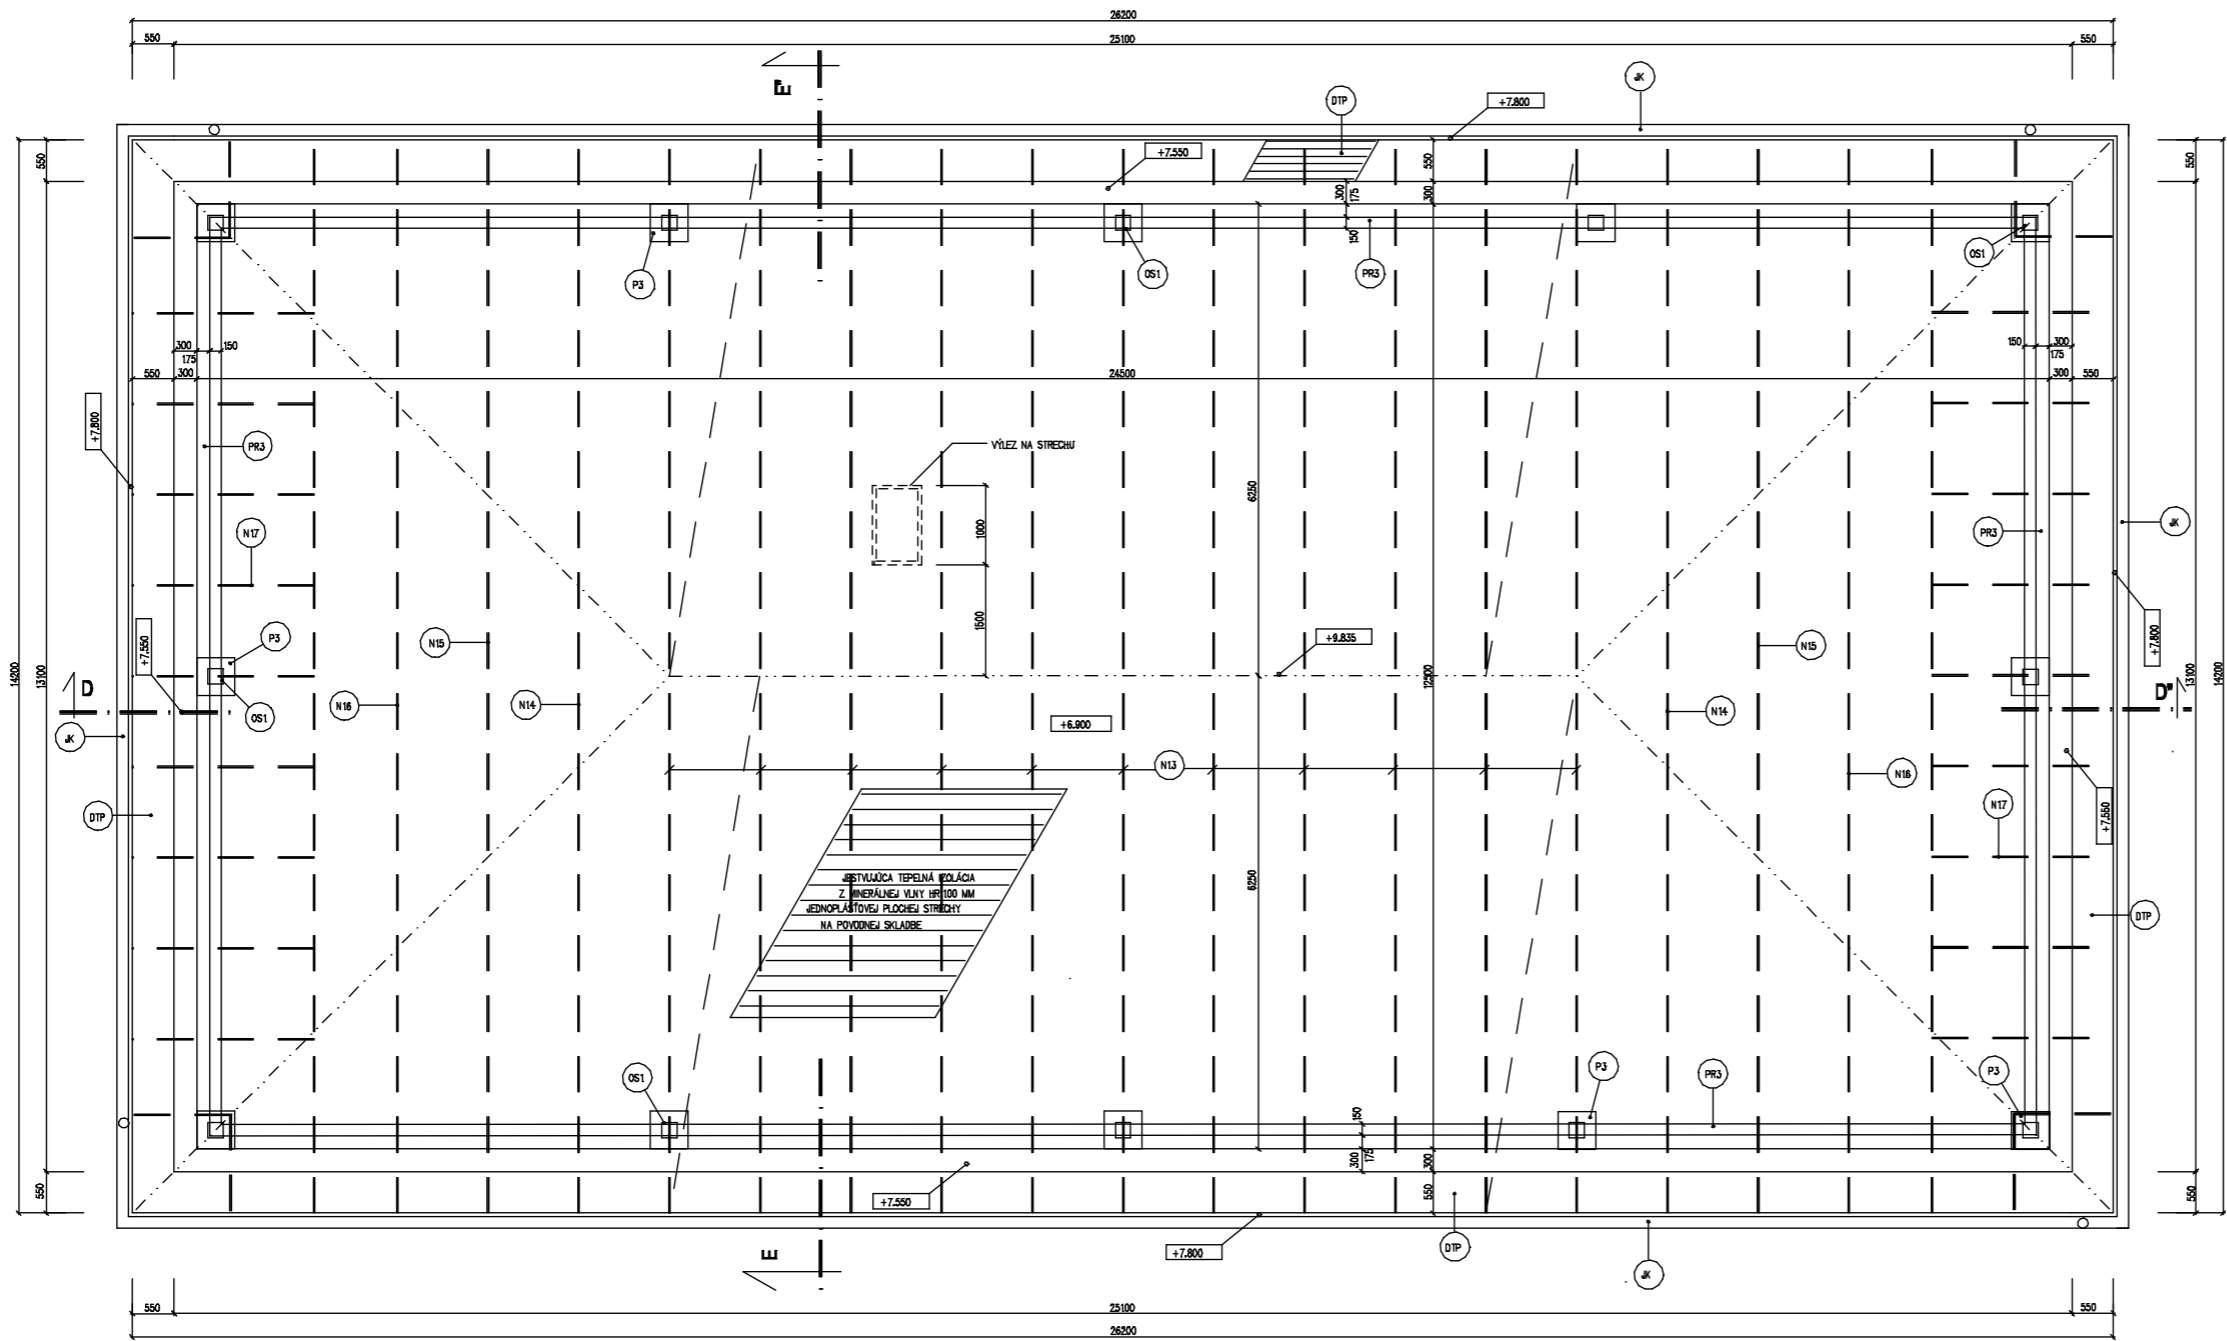 26200
550
25100
550
E'
JK
DTP
+7.800
+7.550
14200
13100
550
550
300
175
300
150
550
13100
14200
P3
OS1
PR3
OS1
300
150
175
550
300
24500
150
300
175
300
550
+7.800
PR3
VÝLEZ NA STRECHU
6250
1000
N17
PR3
JK
1500
+7.550
P3
N15
+9.835
12500
N15
+7.800
D
N16
N14
OS1
+6.900
N14
D'
JK
N13
N16
DTP
N17
+7.550
6250
JESTVUJÚCA TEPELNÁ IZOLÁCIA
Z MINERÁLNEJ VLNY HR.100 MM
JEDNOPLÁŠŤOVEJ PLOCHEJ STRECHY
NA POVODNEJ SKLADBE
DTP
OS1
P3
PR3
P3
150
300
175
300
550
550
550
+7.550
E
+7.800
DTP
JK
550
25100
550
26200